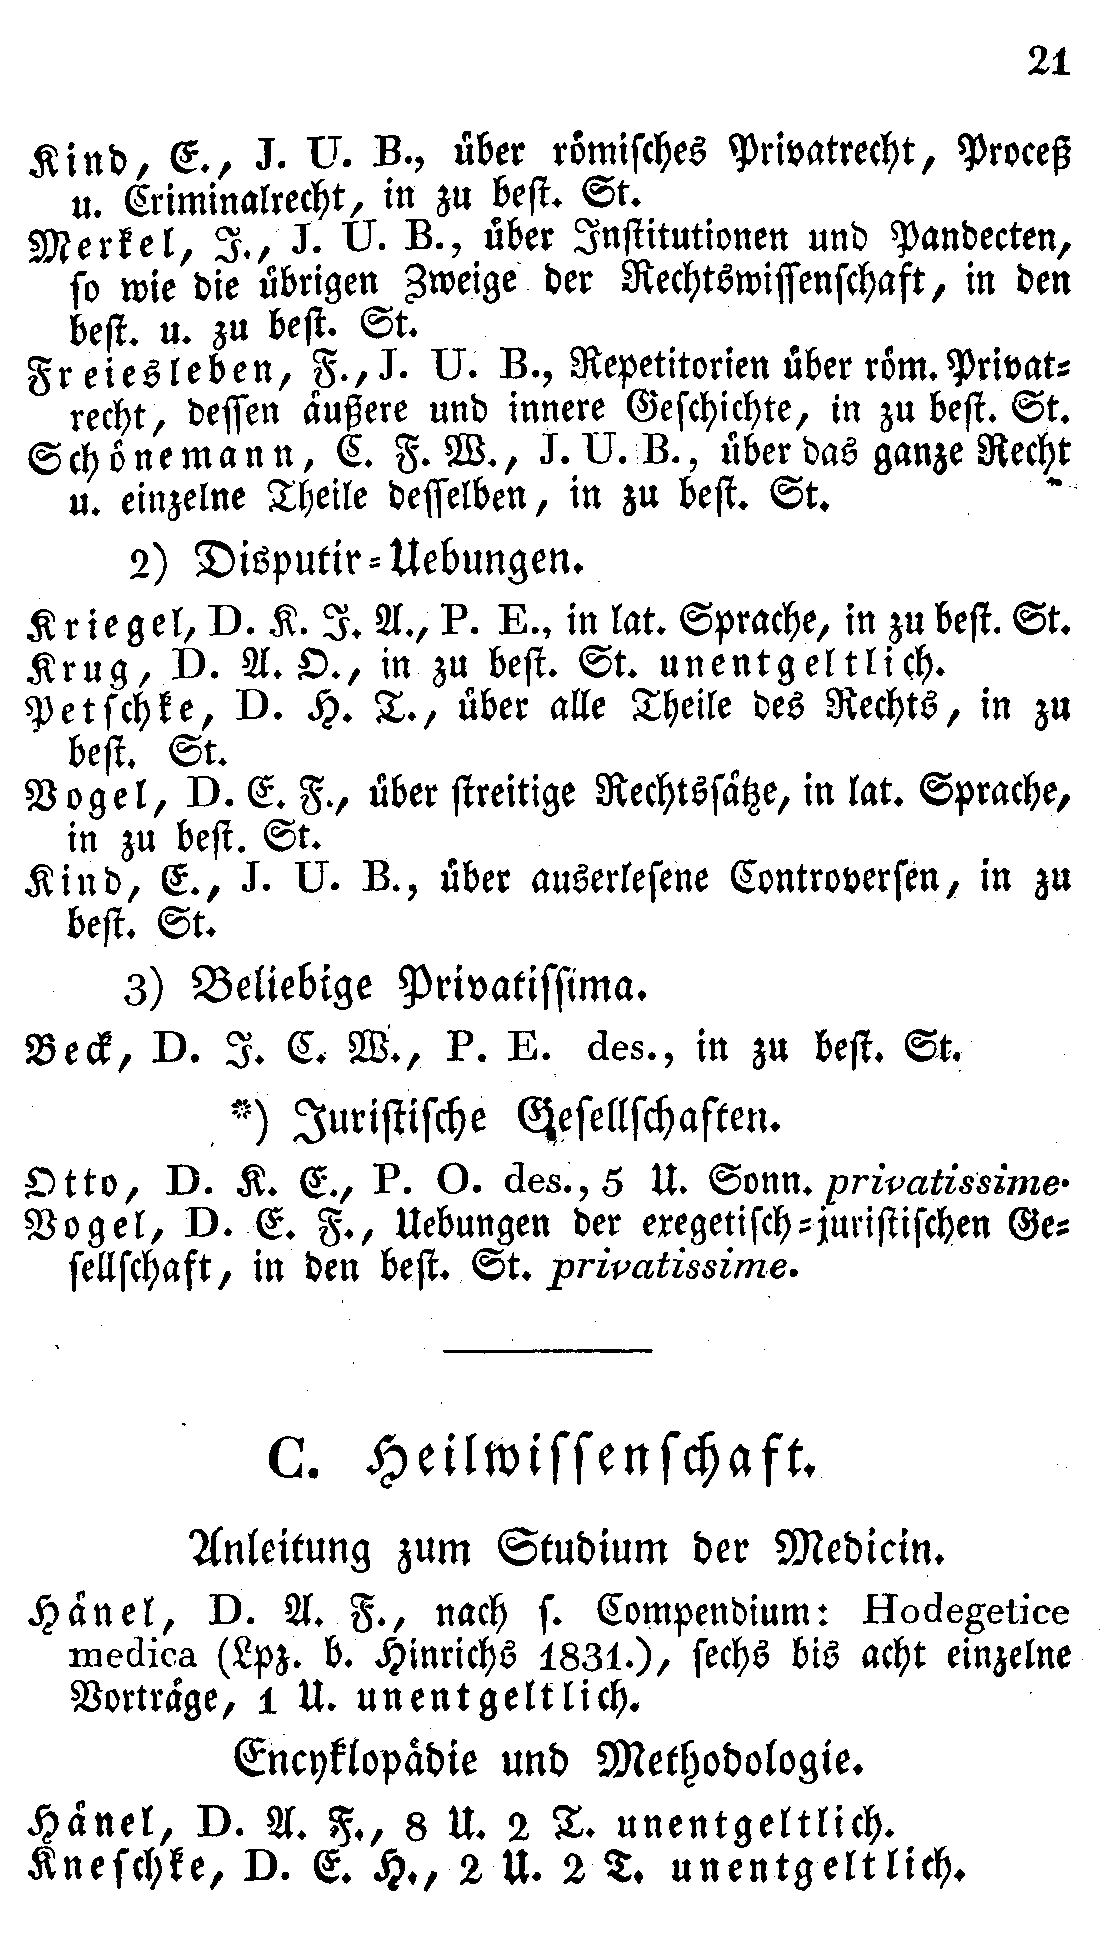 21
Kind, E., J. U. B., über römisches Privatrecht, Proceß
u. Criminalrecht, in zu best. St.
Merkel, J., J. U. B., über Institutionen und Pandecten,
so wie die übrigen Zweige der Rechtswissenschaft, in den
best. u. zu best. St.
Freiesleben, F., J. U. B., Repetitorien über röm. Privat-
recht, dessen äußere und innere Geschichte, in zu best. St.
Schönemann, C. F. W., J. U. B., über das ganze Recht
u. einzelne Theile desselben, in zu best. St.
2) Disputir-Uebungen.
Kriegel, D. K. J. A., P. E., in lat. Sprache, in zu best. St.
Krug, D. A. O., in zu best. St. unentgeltlich.
Petschke, D. H. T., über alle Theile des Rechts, in zu
best. St.
Vogel, D. E. F., über streitige Rechtssätze, in lat. Sprache,
in zu best. St.
Kind, E., J. U. B., über auserlesene Controversen, in zu
best. St.
3) Beliebige Privatissima.
Beck, D. J. C. W., P. E. des., in zu best. St.
*) Juristische Gesellschaften.
Otto, D. K. E., P. O. des., 5 U. Sonn. privatissime.
Vogel, D. E. F., Uebungen der exegetisch-juristischen Ge-
sellschaft, in den best. St. privatissime.
C. Heilwissenschaft.
Anleitung zum Studium der Medicin.
Hänel, D. A. F., nach s. Compendium: Hodegetice
medica (Lpz. b. Hinrichs 1831.), sechs bis acht einzelne
Vorträge, 1 U. unentgeltlich.
Encyklopädie und Methodologie.
Hänel, D. A. F., 8 U. 2 T. unentgeltlich.
Kneschke, D. E. H., 2 U. 2 T. unentgeltlich.